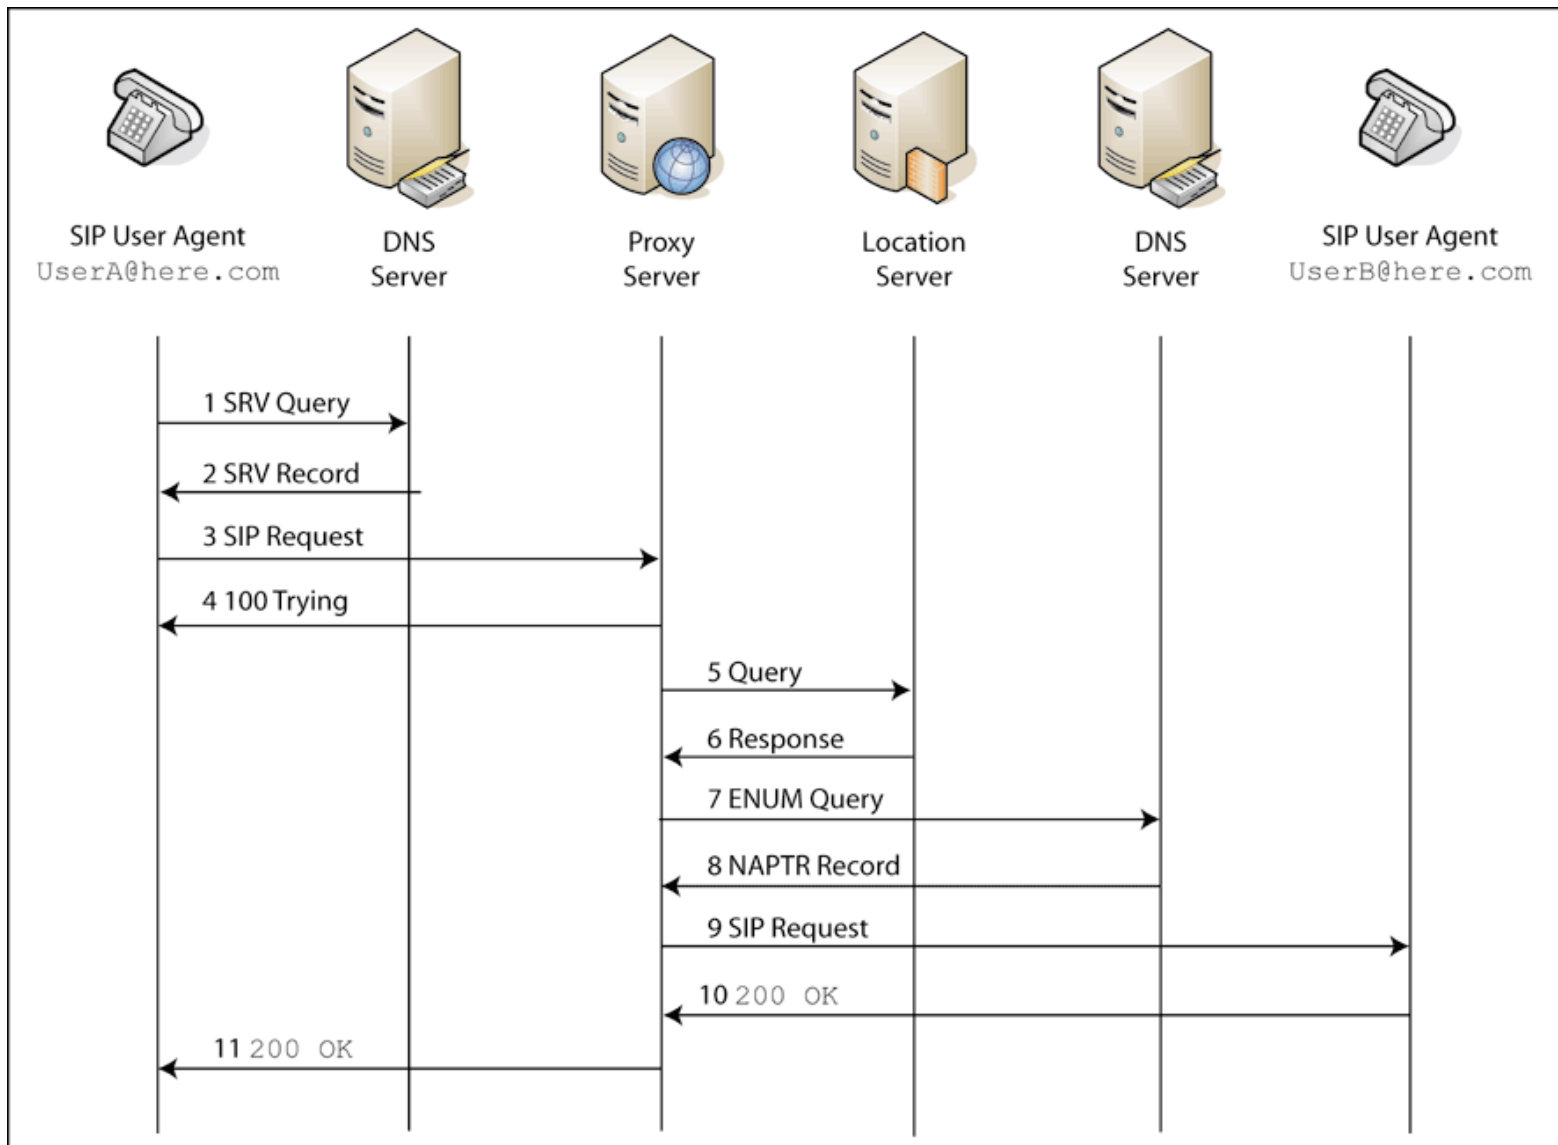 SIP User Agent
UserA@here.com
DNS
Server
Proxy
Server
Location
Server
DNS
Server
SIP User Agent
UserB@here.com
1 SRV Query
2 SRV Record
3 SIP Request
4 100 Trying
5 Query
6 Response
7 ENUM Query
8 NAPTR Record
9 SIP Request
10 200 OK
11 200 OK